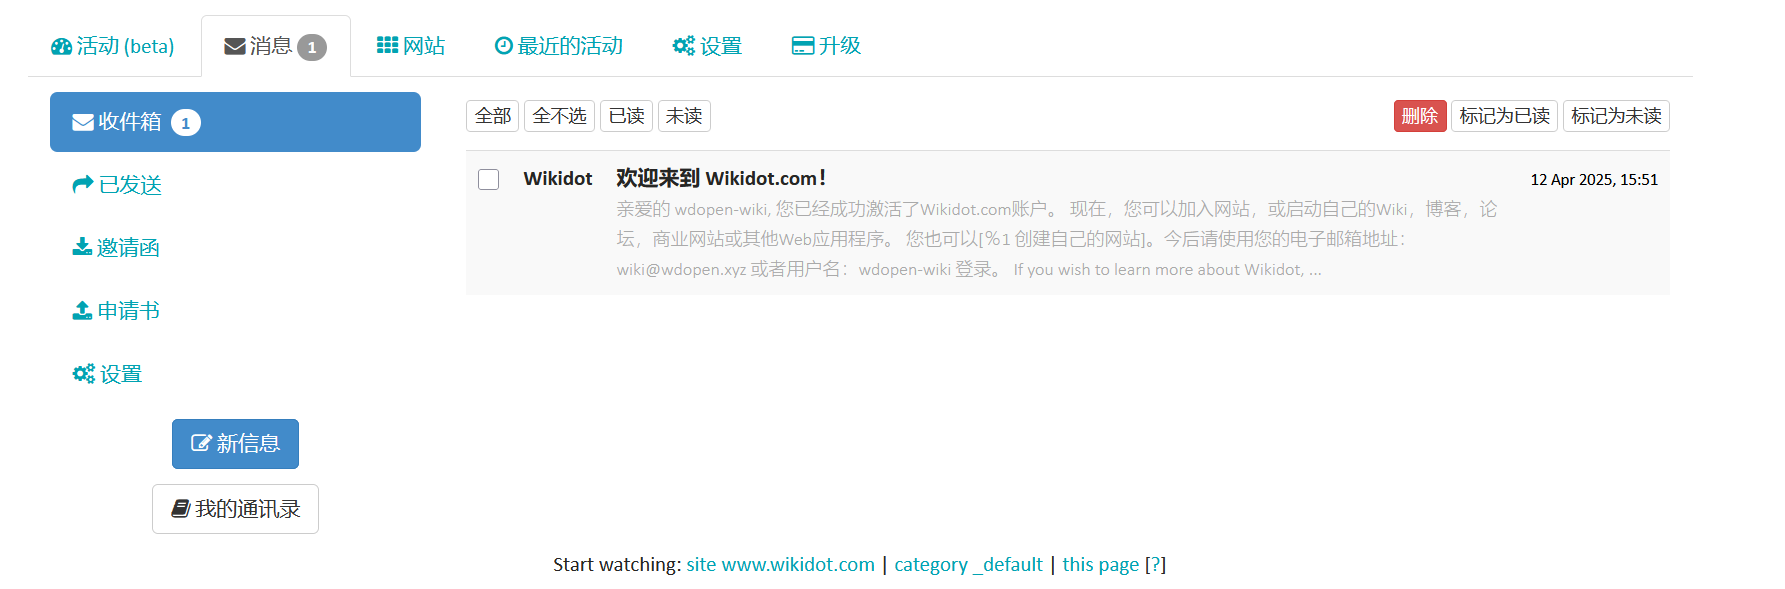 活动 (beta) 消息 1 网站 最近的活动 设置 升级
收件箱 1
已发送
邀请函
申请书
设置
新信息
我的通讯录
全部 全不选 已读 未读 删除 标记为已读 标记为未读
Wikidot 欢迎来到 Wikidot.com！ 12 Apr 2025, 15:51
亲爱的 wdopen-wiki, 您已经成功激活了Wikidot.com账户。 现在，您可以加入网站，或启动自己的Wiki，博客，论
坛，商业网站或其他Web应用程序。 您也可以[%1 创建自己的网站]。今后请使用您的电子邮箱地址：
wiki@wdopen.xyz 或者用户名：wdopen-wiki 登录。 If you wish to learn more about Wikidot, ...
Start watching: site www.wikidot.com | category _default | this page [?]